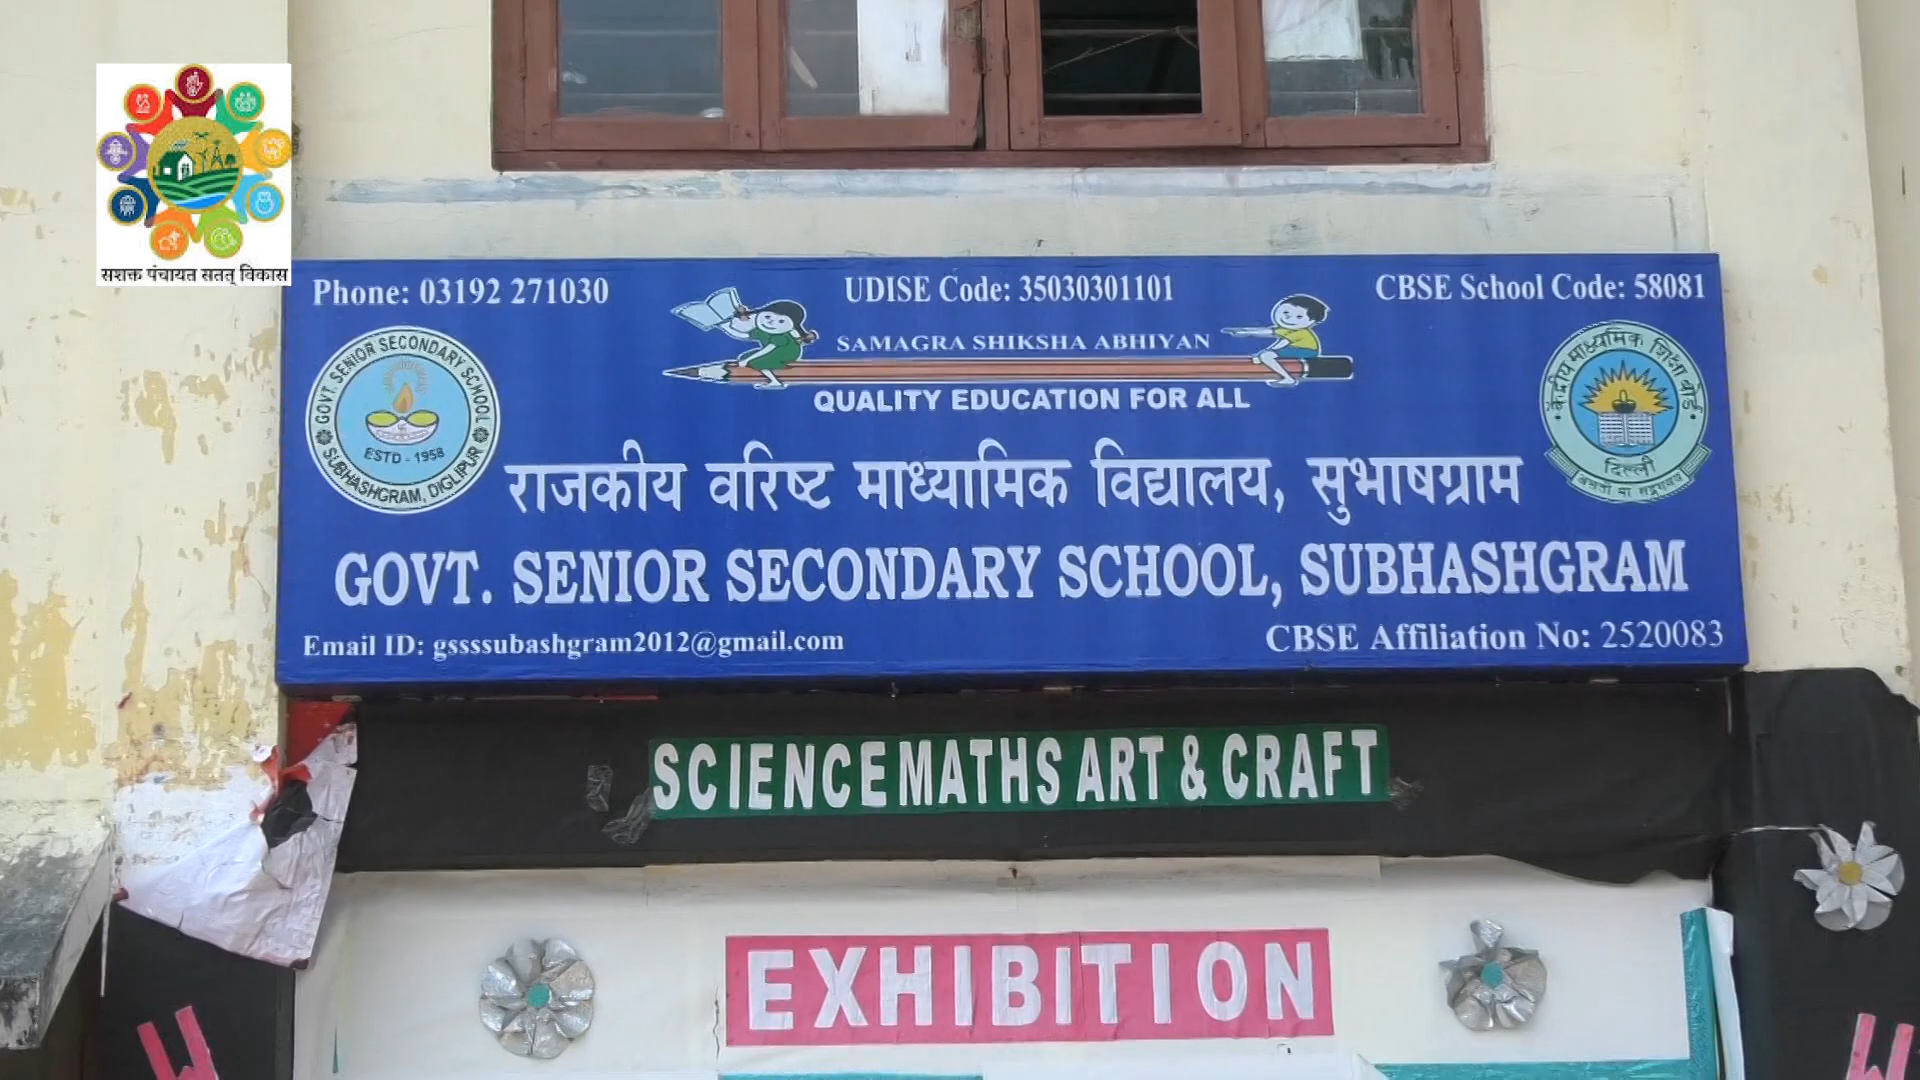 सशक्त पंचायत सतत् विकास
Phone: 03192 271030
UDISE Code: 35030301101
CBSE School Code: 58081
SAMAGRA SHIKSHA ABHIYAN
QUALITY EDUCATION FOR ALL
GOVT. SENIOR SECONDARY SCHOOL
ESTD - 1958
SUBHASHGRAM, DIGLIPUR
केन्द्रीय माध्यमिक शिक्षा बोर्ड
दिल्ली
राजकीय वरिष्ट माध्यामिक विद्यालय, सुभाषग्राम
GOVT. SENIOR SECONDARY SCHOOL, SUBHASHGRAM
Email ID: gssssubashgram2012@gmail.com
CBSE Affiliation No: 2520083
SCIENCE MATHS ART & CRAFT
EXHIBITION